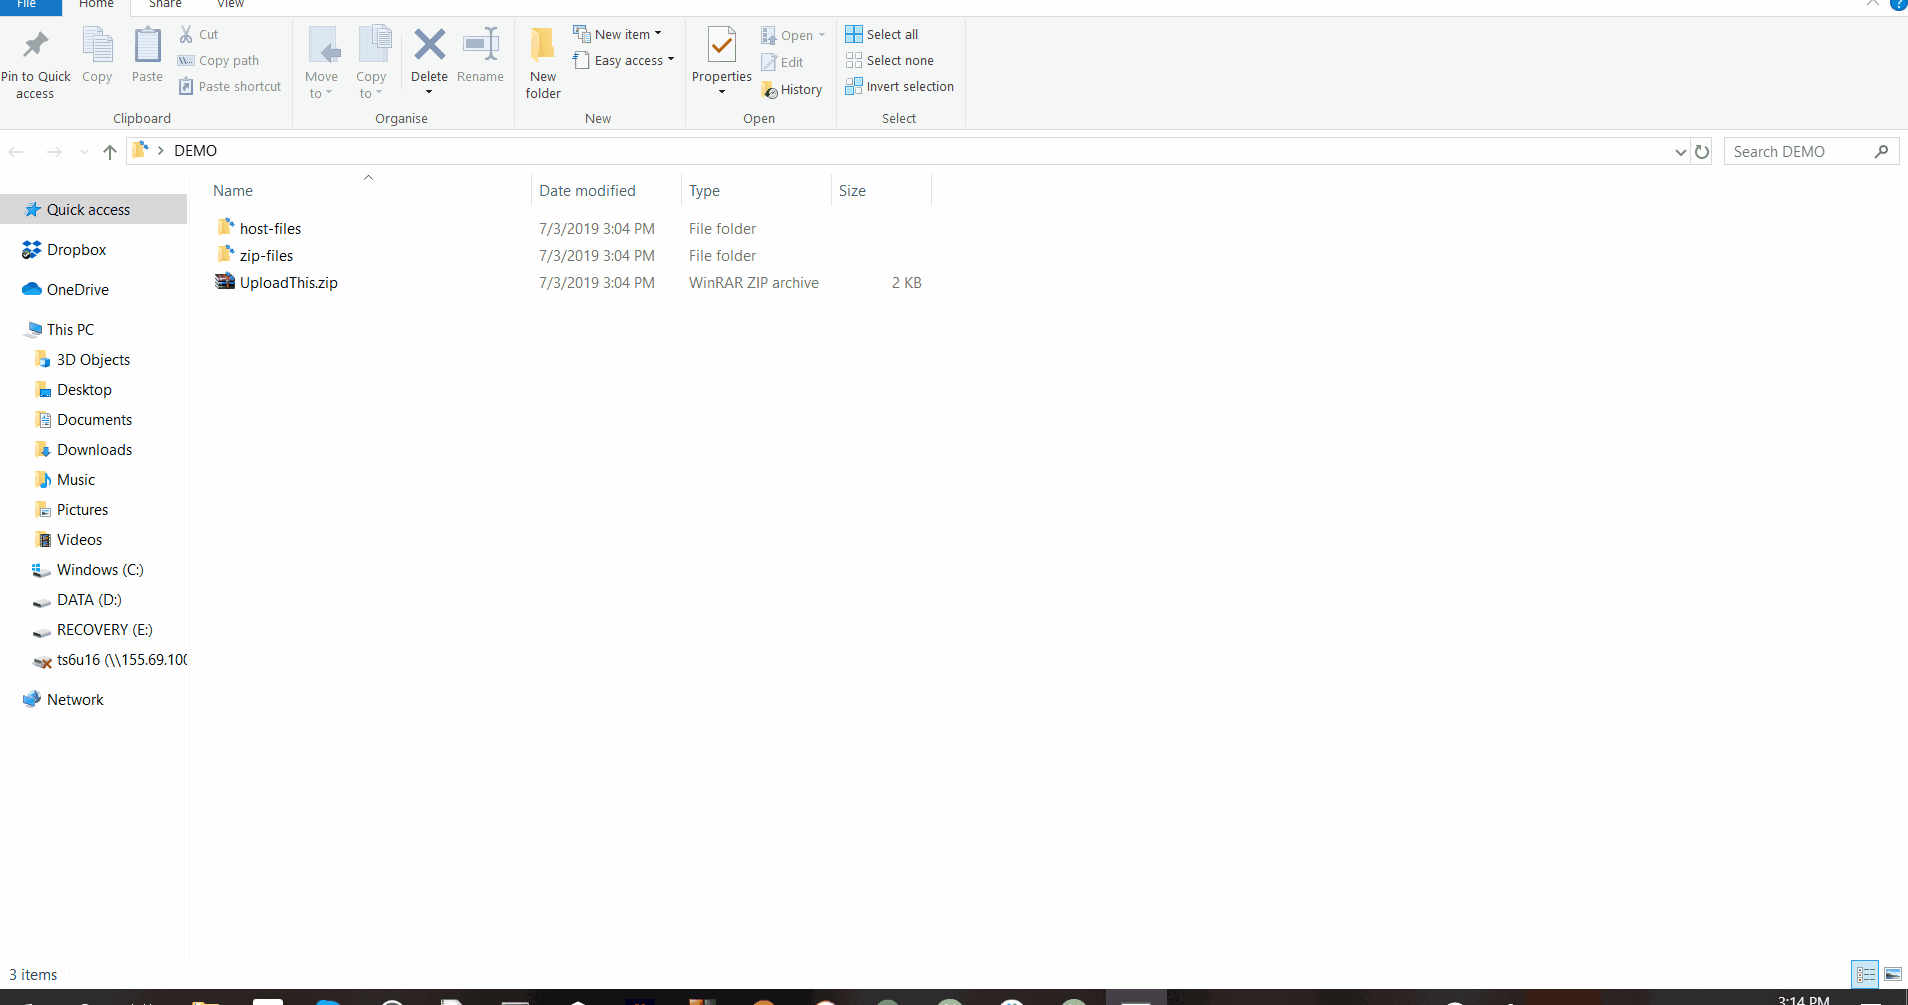 File Home Share View
Pin to Quick access
Copy
Paste
Cut
Copy path
Paste shortcut
Clipboard
Move to
Copy to
Delete
Rename
Organise
New folder
New item
Easy access
New
Properties
Open
Edit
History
Open
Select all
Select none
Invert selection
Select
DEMO
Search DEMO
Name Date modified Type Size
host-files 7/3/2019 3:04 PM File folder
zip-files 7/3/2019 3:04 PM File folder
UploadThis.zip 7/3/2019 3:04 PM WinRAR ZIP archive 2 KB
Quick access
Dropbox
OneDrive
This PC
3D Objects
Desktop
Documents
Downloads
Music
Pictures
Videos
Windows (C:)
DATA (D:)
RECOVERY (E:)
ts6u16 (\\155.69.100
Network
3 items
3:14 PM